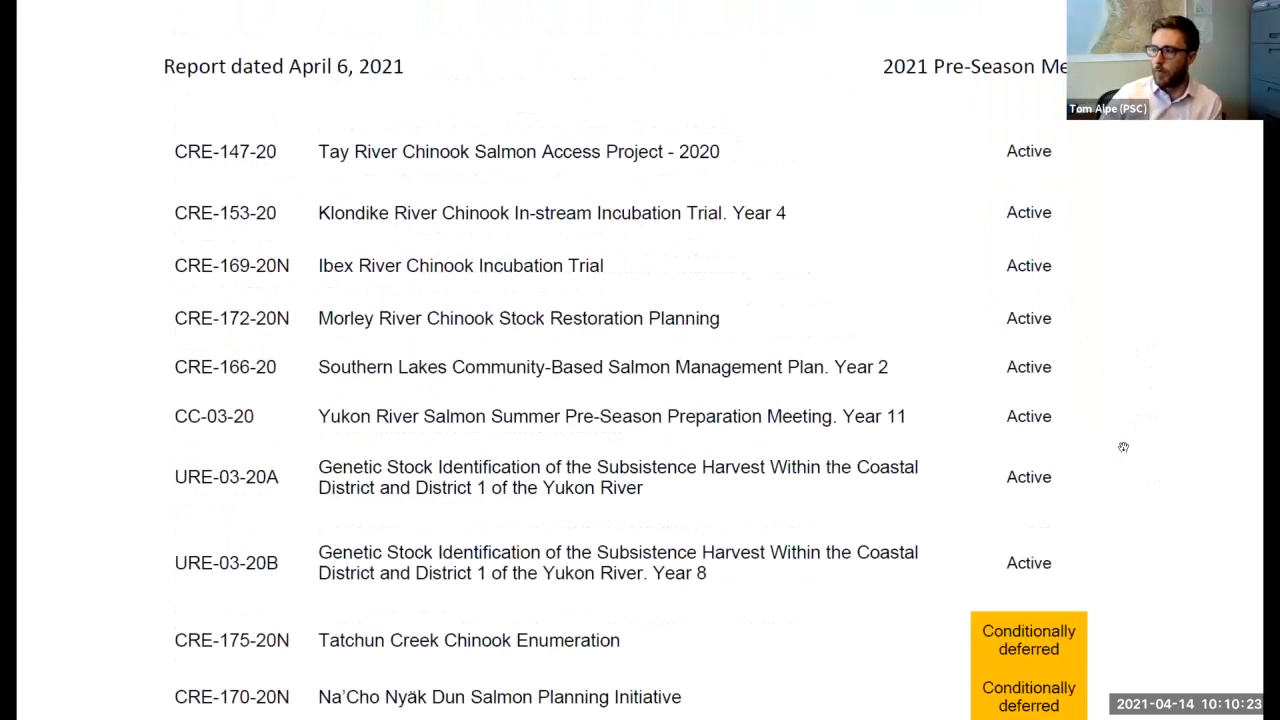 Report dated April 6, 2021
2021 Pre-Season Me
Tom Alpe (PSC)
CRE-147-20 Tay River Chinook Salmon Access Project - 2020 Active
CRE-153-20 Klondike River Chinook In-stream Incubation Trial. Year 4 Active
CRE-169-20N Ibex River Chinook Incubation Trial Active
CRE-172-20N Morley River Chinook Stock Restoration Planning Active
CRE-166-20 Southern Lakes Community-Based Salmon Management Plan. Year 2 Active
CC-03-20 Yukon River Salmon Summer Pre-Season Preparation Meeting. Year 11 Active
URE-03-20A Genetic Stock Identification of the Subsistence Harvest Within the Coastal
District and District 1 of the Yukon River Active
URE-03-20B Genetic Stock Identification of the Subsistence Harvest Within the Coastal
District and District 1 of the Yukon River. Year 8 Active
CRE-175-20N Tatchun Creek Chinook Enumeration Conditionally
deferred
CRE-170-20N Na'Cho Nyäk Dun Salmon Planning Initiative Conditionally
deferred
2021-04-14 10:10:23